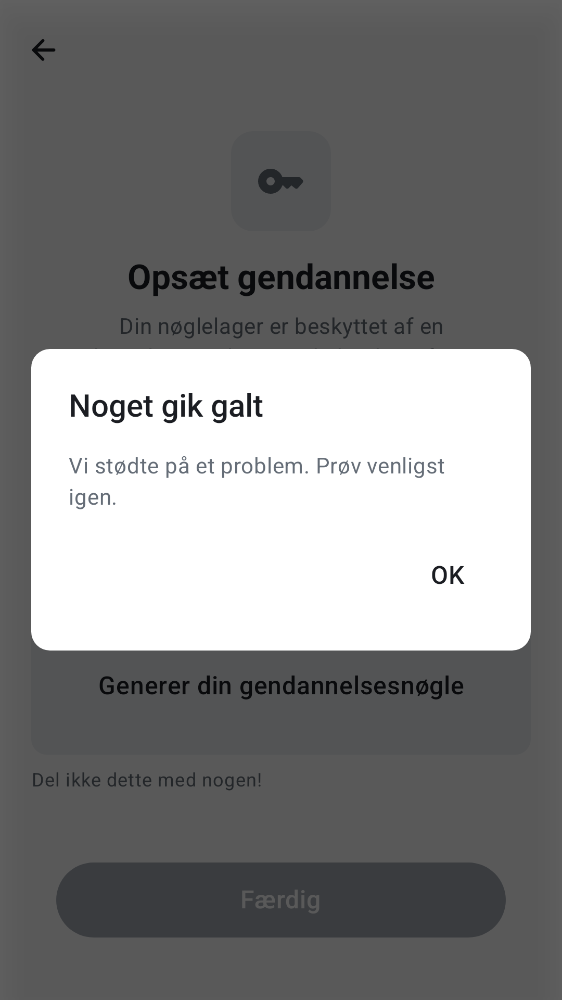 Opsæt gendannelse
Din nøglelager er beskyttet af en
Noget gik galt
Vi stødte på et problem. Prøv venligst
igen.
OK
Generer din gendannelsesnøgle
Del ikke dette med nogen!
Færdig